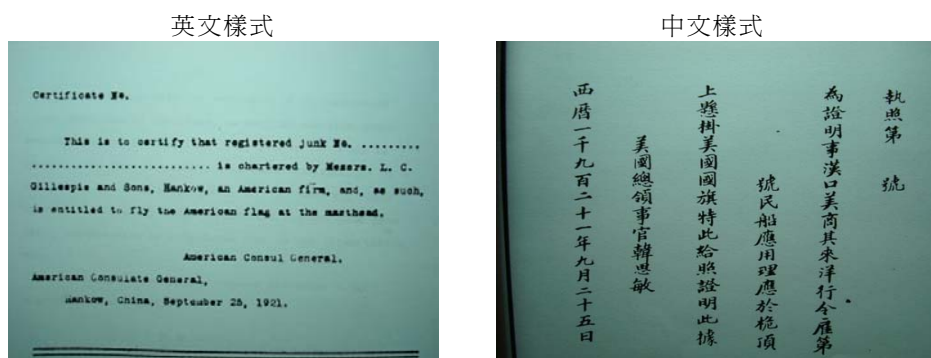 英文樣式
中文樣式
Certificate No.
This is to certify that registered junk No. .........
........................... is chartered by Messrs. L. C.
Gillespie and Sons, Hankow, an American firm, and, as such,
is entitled to fly the American flag at the masthead.
American Consul General.
American Consulate General,
Hankow, China, September 25, 1921.
執照第 號
為證明事漢口美商其來洋行今雇第
號民船應用理應於桅頂
上懸掛美國國旗特此給照證明此據
美國總領事官韓思敏
西曆一千九百二十一年九月二十五日